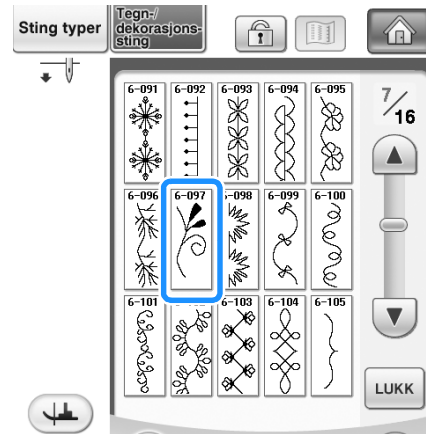 Sting typer
Tegn-/
dekorasjons-
sting
6-091 6-092 6-093 6-094 6-095
7/16
6-096 6-097 6-098 6-099 6-100
6-101 6-103 6-104 6-105
LUKK